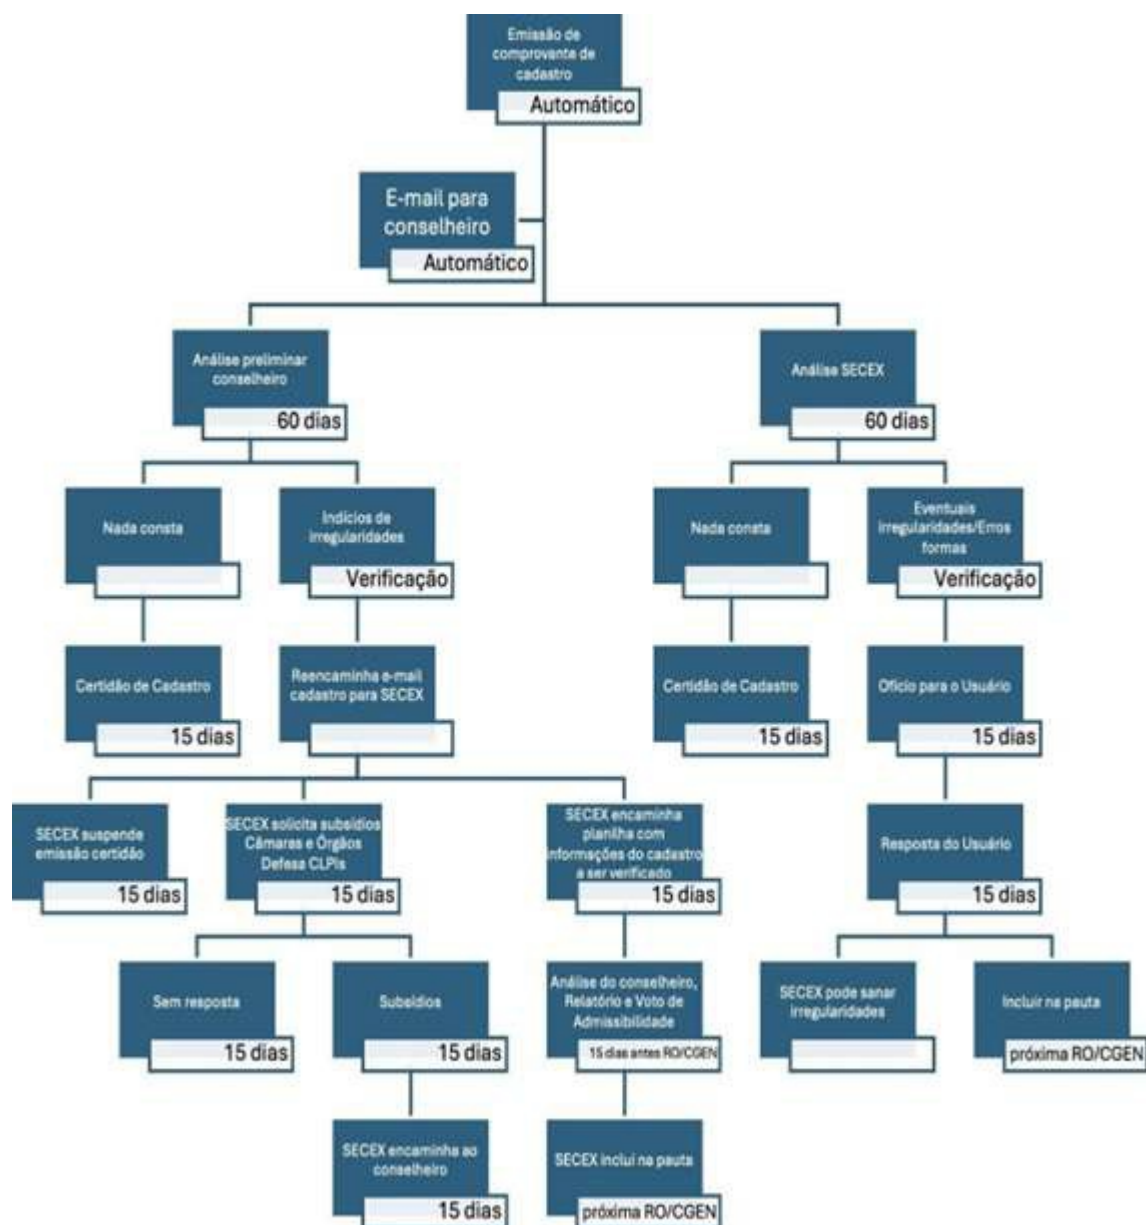 Emissão de
comprovante de
cadastro
Automático
E-mail para
conselheiro
Automático
Análise preliminar
conselheiro
60 dias
Análise SECEX
60 dias
Nada consta
Indícios de
irregularidades
Verificação
Nada consta
Eventuais
irregularidades/Erros
formas
Verificação
Certidão de Cadastro
15 dias
Reencaminha e-mail
cadastro para SECEX
Certidão de Cadastro
15 dias
Ofício para o Usuário
15 dias
SECEX suspende
emissão certidão
15 dias
SECEX solicita subsídios
Câmares e Órgãos
Defesa CLPIs
15 dias
SECEX encaminha
planilha com
informações do cadastro
a ser verificado
15 dias
Resposta do Usuário
15 dias
Sem resposta
15 dias
Subsídios
15 dias
Análise do conselheiro,
Relatório e Voto de
Admissibilidade
15 dias antes RO/CGEN
SECEX pode sanar
irregularidades
Incluir na pauta
próxima RO/CGEN
SECEX encaminha ao
conselheiro
15 dias
SECEX inclui na pauta
próxima RO/CGEN